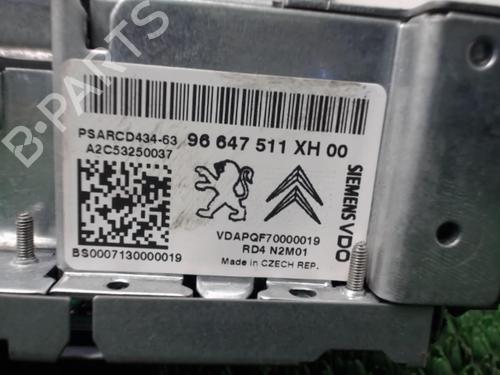 PSARCD434-63 96 647 511 XH 00
A2C53250037
SIEMENS VDO
VDAPQF70000019
RD4 N2M01
BS0007130000019 Made in CZECH REP.
B-PARTS